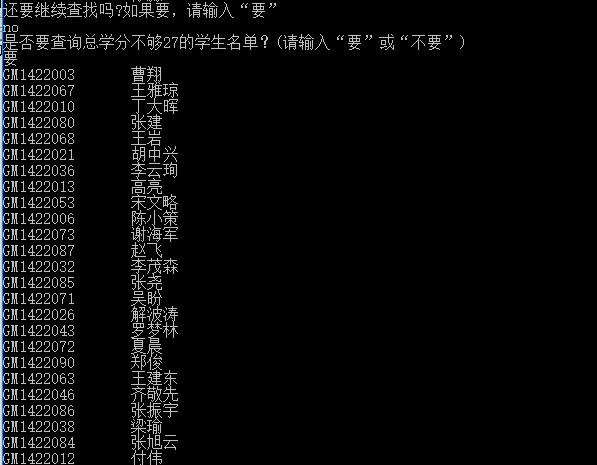 还要继续查找吗?如果要，请输入“要”
no
是否要查询总学分不够27的学生名单？(请输入“要”或“不要”)
要
GM1422003 曹翔
GM1422067 王雅琼
GM1422010 丁大晖
GM1422080 张建
GM1422068 王岩
GM1422021 胡中兴
GM1422036 李云珣
GM1422013 高亮
GM1422053 宋文略
GM1422006 陈小策
GM1422073 谢海军
GM1422087 赵飞
GM1422032 李茂森
GM1422085 张尧
GM1422071 吴盼
GM1422026 解波涛
GM1422043 罗梦林
GM1422072 夏晨
GM1422090 郑俊
GM1422063 王建东
GM1422046 齐敬先
GM1422086 张振宇
GM1422038 梁瑜
GM1422084 张旭云
GM1422012 付伟